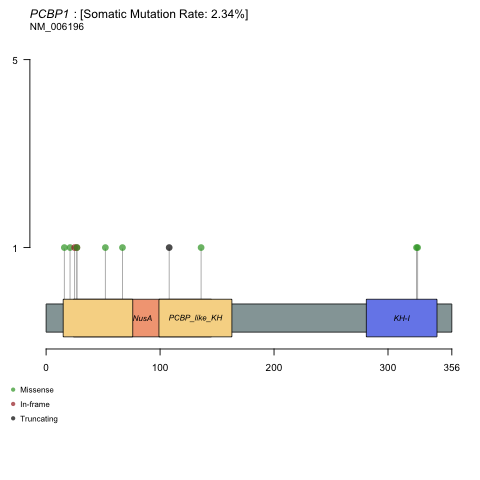 PCBP1 : [Somatic Mutation Rate: 2.34%]
NM_006196
5
1
NusA PCBP_like_KH KH-I
0 100 200 300 356
Missense
In-frame
Truncating